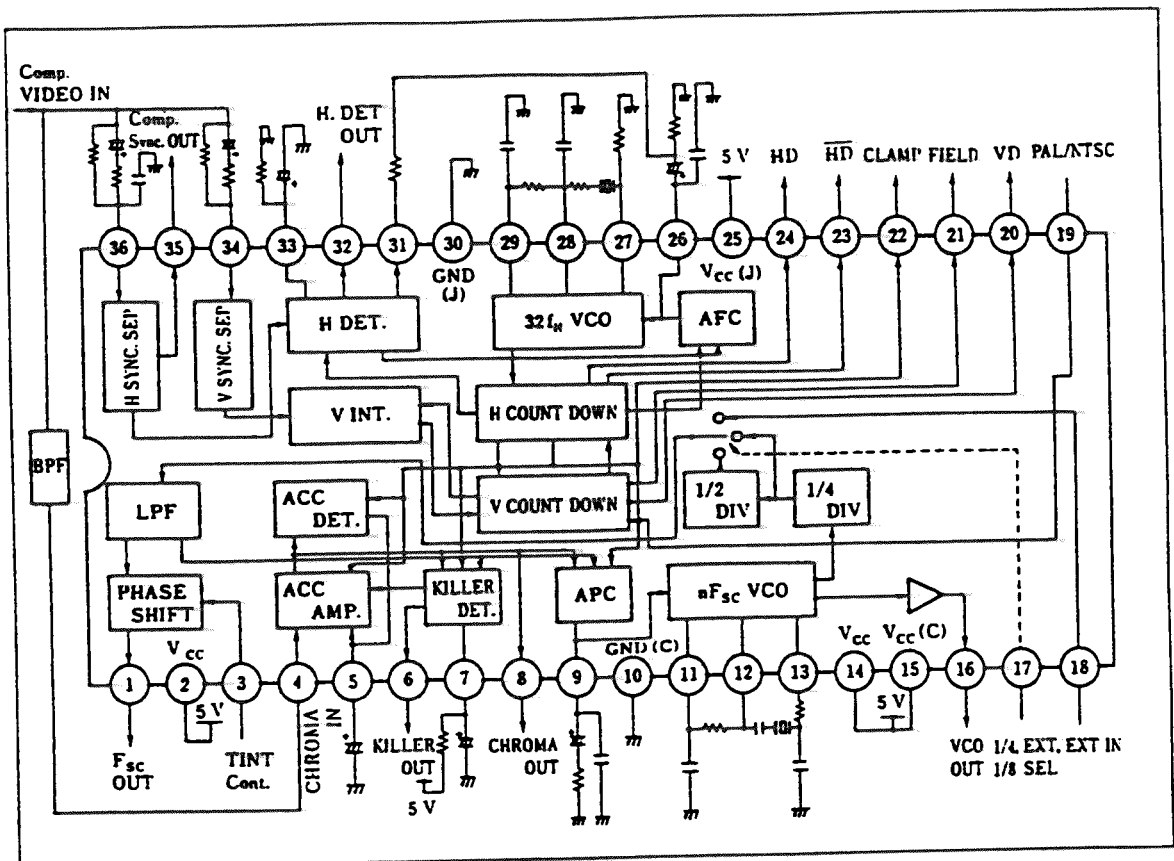 Comp.
VIDEO IN
Comp.
Sync. OUT
H. DET
OUT
5 V
HD
HD
CLAMP
FIELD
VD
PAL/NTSC
36
35
34
33
32
31
30
29
28
27
26
25
24
23
22
21
20
19
GND
(J)
VCC (J)
H SYNC. SEP
V SYNC. SEP
H DET.
32fH VCO
AFC
V INT.
H COUNT DOWN
BPF
LPF
ACC
DET.
V COUNT DOWN
1/2
DIV
1/4
DIV
PHASE
SHIFT
ACC
AMP.
KILLER
DET.
APC
nFSC VCO
VCC
GND (C)
VCC
VCC (C)
1
2
3
4
5
6
7
8
9
10
11
12
13
14
15
16
17
18
5 V
5 V
FSC
OUT
TINT
Cont.
CHROMA
IN
KILLER
OUT
5 V
CHROMA
OUT
VCO
OUT
1/4, EXT.
1/8 SEL
EXT IN